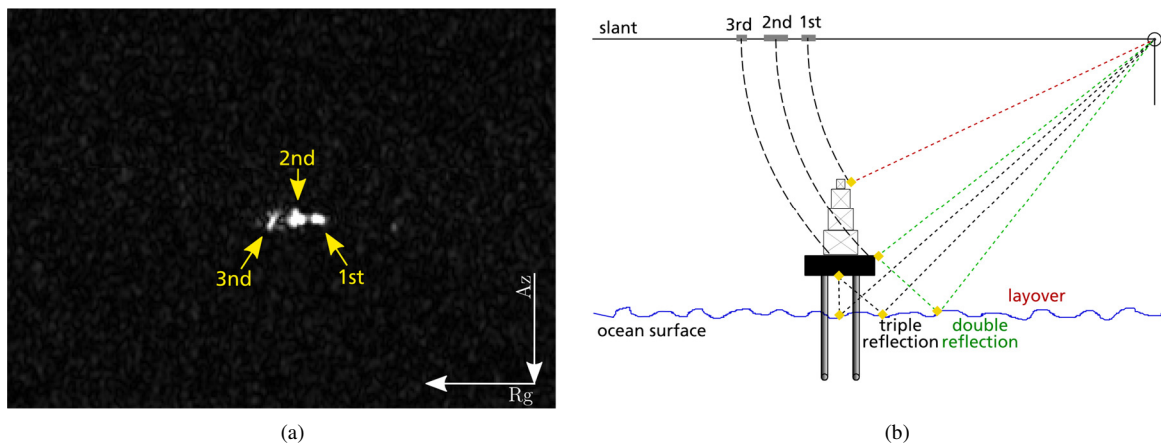 2nd
3nd
1st
Az
Rg
(a)
slant
3rd
2nd
1st
layover
ocean surface
triple
reflection
double
reflection
(b)